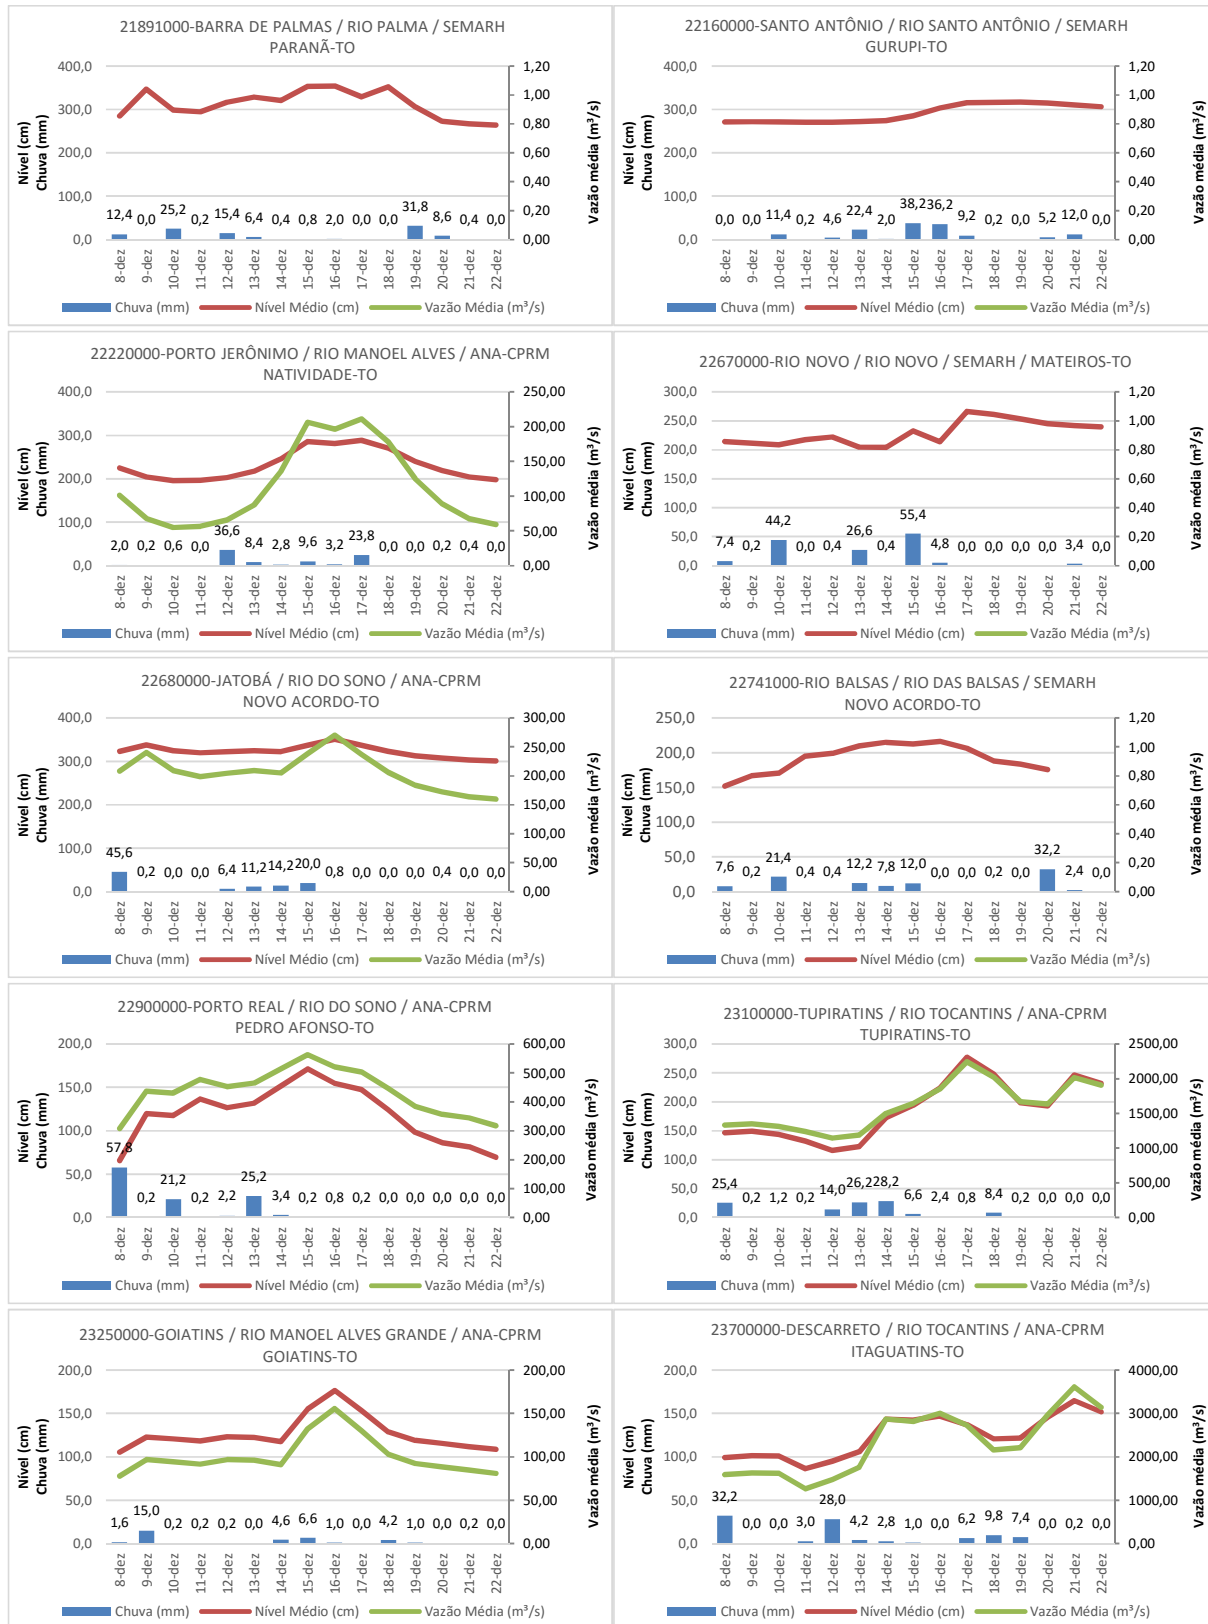 21891000-BARRA DE PALMAS / RIO PALMA / SEMARH
PARANÃ-TO
400,0
300,0
200,0
100,0
0,0
Nível (cm)
Chuva (mm)
1,20
1,00
0,80
0,60
0,40
0,20
0,00
Vazão média (m³/s)
12,4 0,0 25,2 0,2 15,4 6,4 0,4 0,8 2,0 0,2 0,0 31,8 8,6 0,4 0,0
8-dez 9-dez 10-dez 11-dez 12-dez 13-dez 14-dez 15-dez 16-dez 17-dez 18-dez 19-dez 20-dez 21-dez 22-dez
Chuva (mm) Nível Médio (cm) Vazão Média (m³/s)
22160000-SANTO ANTÔNIO / RIO SANTO ANTÔNIO / SEMARH
GURUPI-TO
400,0
300,0
200,0
100,0
0,0
Nível (cm)
Chuva (mm)
1,20
1,00
0,80
0,60
0,40
0,20
0,00
Vazão média (m³/s)
0,0 0,0 11,4 0,2 4,6 22,4 2,0 38,2 36,2 9,2 0,2 0,0 5,2 12,0 0,0
8-dez 9-dez 10-dez 11-dez 12-dez 13-dez 14-dez 15-dez 16-dez 17-dez 18-dez 19-dez 20-dez 21-dez 22-dez
Chuva (mm) Nível Médio (cm) Vazão Média (m³/s)
22220000-PORTO JERÔNIMO / RIO MANOEL ALVES / ANA-CPRM
NATIVIDADE-TO
400,0
300,0
200,0
100,0
0,0
Nível (cm)
Chuva (mm)
250,00
200,00
150,00
100,00
50,00
0,00
Vazão média (m³/s)
2,0 0,2 0,6 0,0 36,6 8,4 2,8 9,6 3,2 23,8 0,0 0,0 0,2 0,4 0,0
8-dez 9-dez 10-dez 11-dez 12-dez 13-dez 14-dez 15-dez 16-dez 17-dez 18-dez 19-dez 20-dez 21-dez 22-dez
Chuva (mm) Nível Médio (cm) Vazão Média (m³/s)
22670000-RIO NOVO / RIO NOVO / SEMARH / MATEIROS-TO
300,0
250,0
200,0
150,0
100,0
50,0
0,0
Nível (cm)
Chuva (mm)
1,20
1,00
0,80
0,60
0,40
0,20
0,00
Vazão média (m³/s)
7,4 0,2 44,2 0,0 0,4 26,6 0,4 55,4 4,8 0,0 0,0 0,0 0,0 3,4 0,0
8-dez 9-dez 10-dez 11-dez 12-dez 13-dez 14-dez 15-dez 16-dez 17-dez 18-dez 19-dez 20-dez 21-dez 22-dez
Chuva (mm) Nível Médio (cm) Vazão Média (m³/s)
22680000-JATOBÁ / RIO DO SONO / ANA-CPRM
NOVO ACORDO-TO
400,0
300,0
200,0
100,0
0,0
Nível (cm)
Chuva (mm)
300,00
250,00
200,00
150,00
100,00
50,00
0,00
Vazão média (m³/s)
45,6 0,2 0,0 0,0 6,4 11,2 14,2 20,0 0,8 0,0 0,0 0,0 0,4 0,0 0,0
8-dez 9-dez 10-dez 11-dez 12-dez 13-dez 14-dez 15-dez 16-dez 17-dez 18-dez 19-dez 20-dez 21-dez 22-dez
Chuva (mm) Nível Médio (cm) Vazão Média (m³/s)
22741000-RIO BALSAS / RIO DAS BALSAS / SEMARH
NOVO ACORDO-TO
250,0
200,0
150,0
100,0
50,0
0,0
Nível (cm)
Chuva (mm)
1,20
1,00
0,80
0,60
0,40
0,20
0,00
Vazão média (m³/s)
7,6 0,2 21,4 0,4 0,4 12,2 7,8 12,0 0,0 0,0 0,2 0,0 32,2 2,4 0,0
8-dez 9-dez 10-dez 11-dez 12-dez 13-dez 14-dez 15-dez 16-dez 17-dez 18-dez 19-dez 20-dez 21-dez 22-dez
Chuva (mm) Nível Médio (cm) Vazão Média (m³/s)
22900000-PORTO REAL / RIO DO SONO / ANA-CPRM
PEDRO AFONSO-TO
200,0
150,0
100,0
50,0
0,0
Nível (cm)
Chuva (mm)
600,00
500,00
400,00
300,00
200,00
100,00
0,00
Vazão média (m³/s)
57,8 0,2 21,2 0,2 2,2 25,2 3,4 0,2 0,8 0,2 0,0 0,0 0,0 0,0 0,0
8-dez 9-dez 10-dez 11-dez 12-dez 13-dez 14-dez 15-dez 16-dez 17-dez 18-dez 19-dez 20-dez 21-dez 22-dez
Chuva (mm) Nível Médio (cm) Vazão Média (m³/s)
23100000-TUPIRATINS / RIO TOCANTINS / ANA-CPRM
TUPIRATINS-TO
300,0
250,0
200,0
150,0
100,0
50,0
0,0
Nível (cm)
Chuva (mm)
2500,00
2000,00
1500,00
1000,00
500,00
0,00
Vazão média (m³/s)
25,4 0,2 1,2 0,2 14,0 26,2 28,2 6,6 2,4 0,8 8,4 0,2 0,0 0,0 0,0
8-dez 9-dez 10-dez 11-dez 12-dez 13-dez 14-dez 15-dez 16-dez 17-dez 18-dez 19-dez 20-dez 21-dez 22-dez
Chuva (mm) Nível Médio (cm) Vazão Média (m³/s)
23250000-GOIATINS / RIO MANOEL ALVES GRANDE / ANA-CPRM
GOIATINS-TO
200,0
150,0
100,0
50,0
0,0
Nível (cm)
Chuva (mm)
200,00
150,00
100,00
50,00
0,00
Vazão média (m³/s)
1,6 15,0 0,2 0,2 0,2 0,0 4,6 6,6 1,0 0,0 4,2 1,0 0,0 0,2 0,0
8-dez 9-dez 10-dez 11-dez 12-dez 13-dez 14-dez 15-dez 16-dez 17-dez 18-dez 19-dez 20-dez 21-dez 22-dez
Chuva (mm) Nível Médio (cm) Vazão Média (m³/s)
23700000-DESCARRETO / RIO TOCANTINS / ANA-CPRM
ITAGUATINS-TO
200,0
150,0
100,0
50,0
0,0
Nível (cm)
Chuva (mm)
4000,00
3000,00
2000,00
1000,00
0,00
Vazão média (m³/s)
32,2 0,0 0,0 3,0 28,0 4,2 2,8 1,0 0,0 6,2 9,8 7,4 0,0 0,2 0,0
8-dez 9-dez 10-dez 11-dez 12-dez 13-dez 14-dez 15-dez 16-dez 17-dez 18-dez 19-dez 20-dez 21-dez 22-dez
Chuva (mm) Nível Médio (cm) Vazão Média (m³/s)